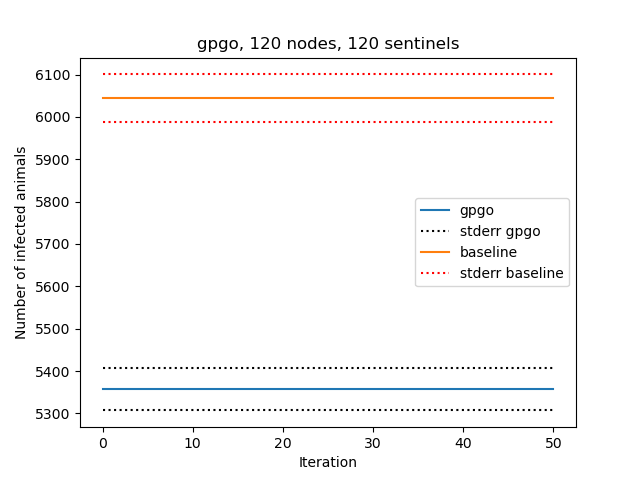 gpgo, 120 nodes, 120 sentinels
6100
6000
5900
5800
5700
5600
5500
5400
5300
Number of infected animals
gpgo
stderr gpgo
baseline
stderr baseline
0 10 20 30 40 50
Iteration